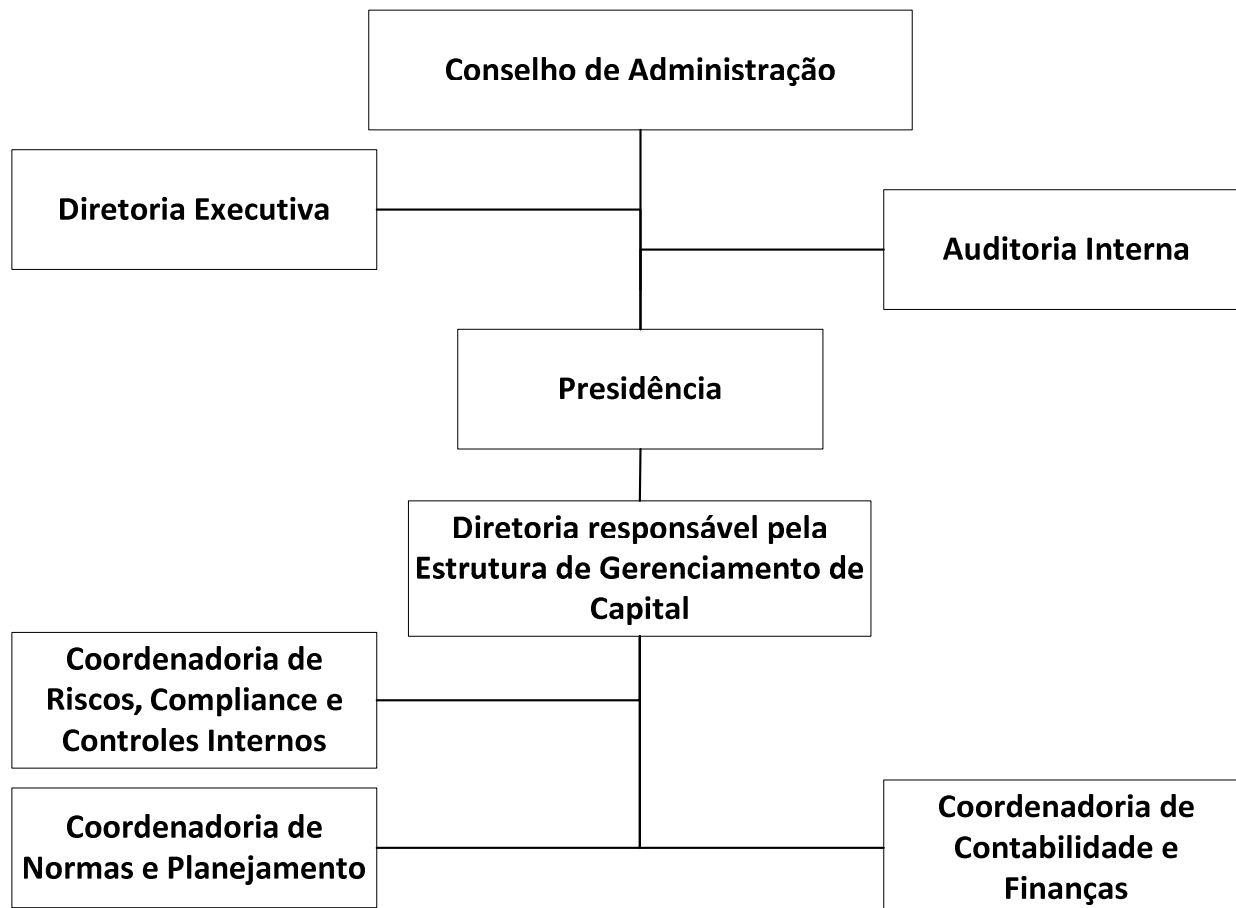 Conselho de Administração
Diretoria Executiva
Auditoria Interna
Presidência
Diretoria responsável pela
Estrutura de Gerenciamento de
Capital
Coordenadoria de
Riscos, Compliance e
Controles Internos
Coordenadoria de
Normas e Planejamento
Coordenadoria de
Contabilidade e
Finanças